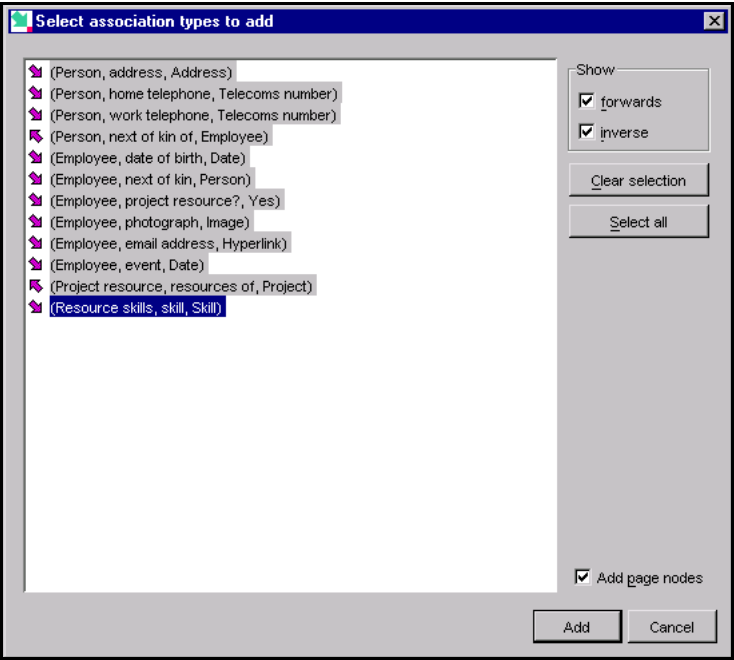 Select association types to add
(Person, address, Address)
(Person, home telephone, Telecoms number)
(Person, work telephone, Telecoms number)
(Person, next of kin of, Employee)
(Employee, date of birth, Date)
(Employee, next of kin, Person)
(Employee, project resource?, Yes)
(Employee, photograph, Image)
(Employee, email address, Hyperlink)
(Employee, event, Date)
(Project resource, resources of, Project)
(Resource skills, skill, Skill)
Show
forwards
inverse
Clear selection
Select all
Add page nodes
Add
Cancel